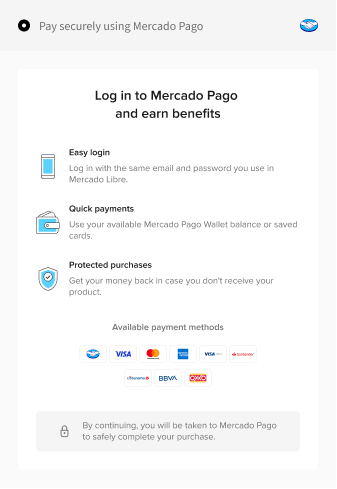 Pay securely using Mercado Pago
Log in to Mercado Pago
and earn benefits
Easy login
Log in with the same email and password you use in
Mercado Libre.
Quick payments
Use your available Mercado Pago Wallet balance or saved
cards.
Protected purchases
Get your money back in case you don't receive your
product.
Available payment methods
VISA
VISA
Santander
citibanamex
BBVA
OXXO
By continuing, you will be taken to Mercado Pago
to safely complete your purchase.